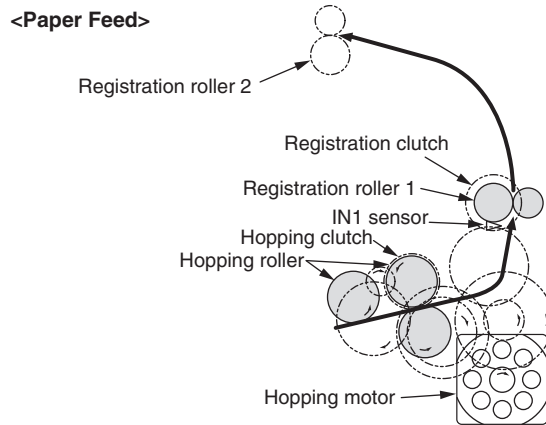 <Paper Feed>
Registration roller 2
Registration clutch
Registration roller 1
IN1 sensor
Hopping clutch
Hopping roller
Hopping motor